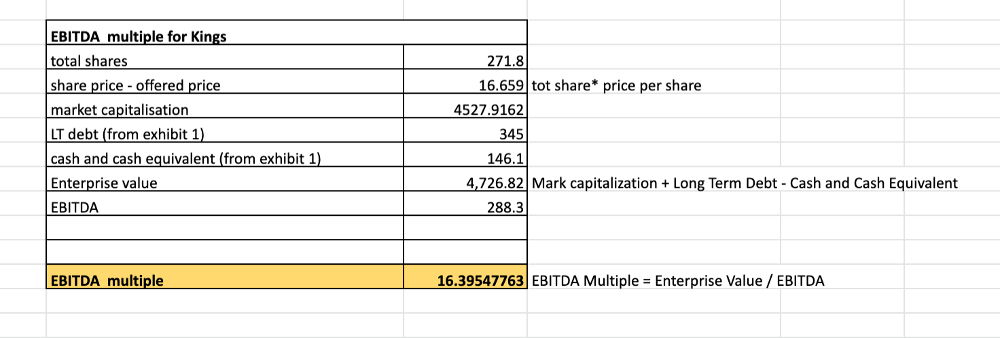 EBITDA  multiple for Kings
total shares 271.8
share price - offered price 16.659 tot share* price per share
market capitalisation 4527.9162
LT debt (from exhibit 1) 345
cash and cash equivalent (from exhibit 1) 146.1
Enterprise value 4,726.82 Mark capitalization + Long Term Debt - Cash and Cash Equivalent
EBITDA 288.3
EBITDA  multiple 16.39547763 EBITDA Multiple = Enterprise Value / EBITDA